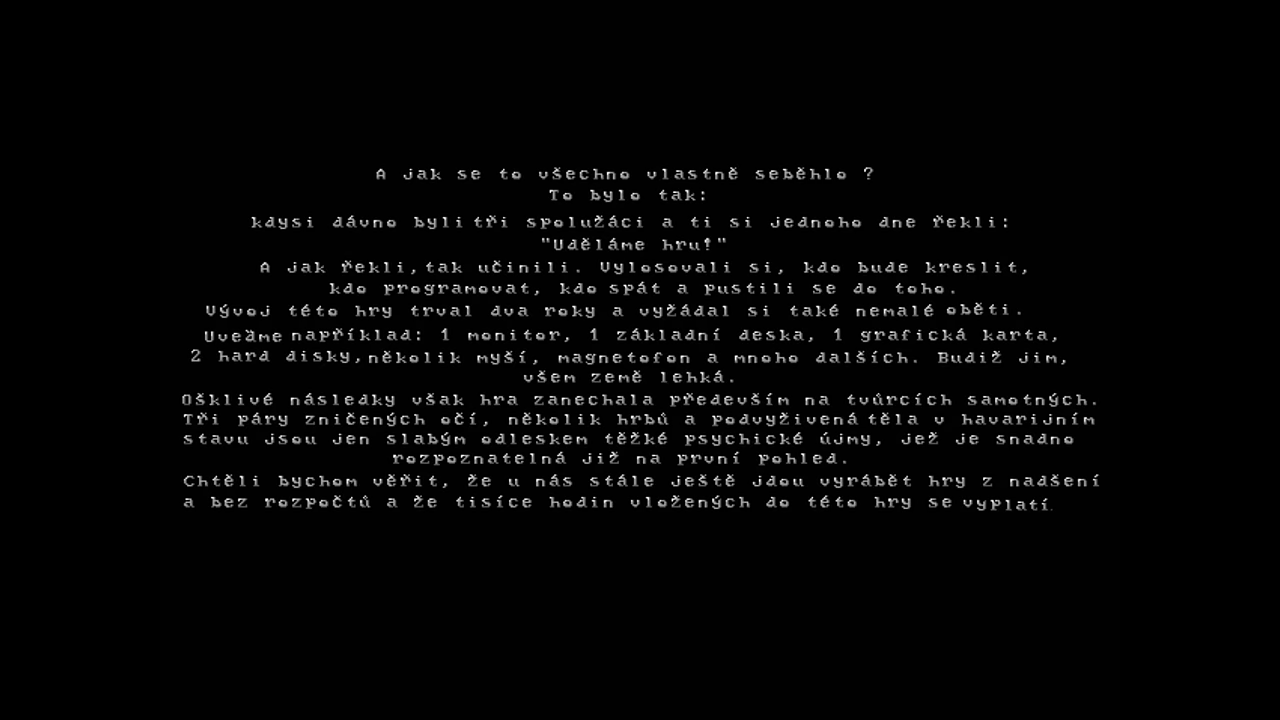 A jak se to všechno vlastně seběhlo ?
To bylo tak:
kdysi dávno byli tři spolužáci a ti si jednoho dne řekli:
"Uděláme hru!"
A jak řekli,tak učinili. Vylosovali si, kdo bude kreslit,
kdo programovat, kdo spát a pustili se do toho.
Vývoj této hry trval dva roky a vyžádal si také nemalé oběti.
Uveďme například: 1 monitor, 1 základní deska, 1 grafická karta,
2 hard disky,několik myší, magnetofon a mnoho dalších. Budiž jim,
všem země lehká.
Ošklivé následky však hra zanechala především na tvůrcích samotných.
Tři páry zničených očí, několik hrbů a podvyživená těla v havarijním
stavu jsou jen slabým odleskem těžké psychické újmy, jež je snadno
rozpoznatelná již na první pohled.
Chtěli bychom věřit, že u nás stále ještě jdou vyrábět hry z nadšení
a bez rozpočtů a že tisíce hodin vložených do této hry se vyplatí.